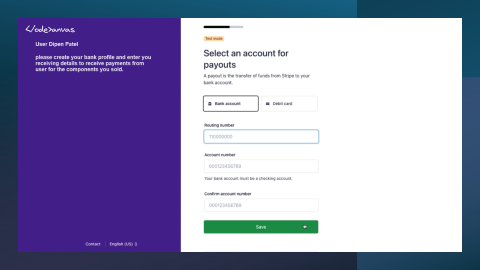 CodeCanvas
User Dipen Patel
please create your bank profile and enter you
receiving details to receive payments from
user for the components you sold.
Contact
English (US)
Test mode
Select an account for
payouts
A payout is the transfer of funds from Stripe to your
bank account.
Bank account
Debit card
Routing number
110000000
Account number
000123456789
Your bank account must be a checking account.
Confirm account number
000123456789
Save